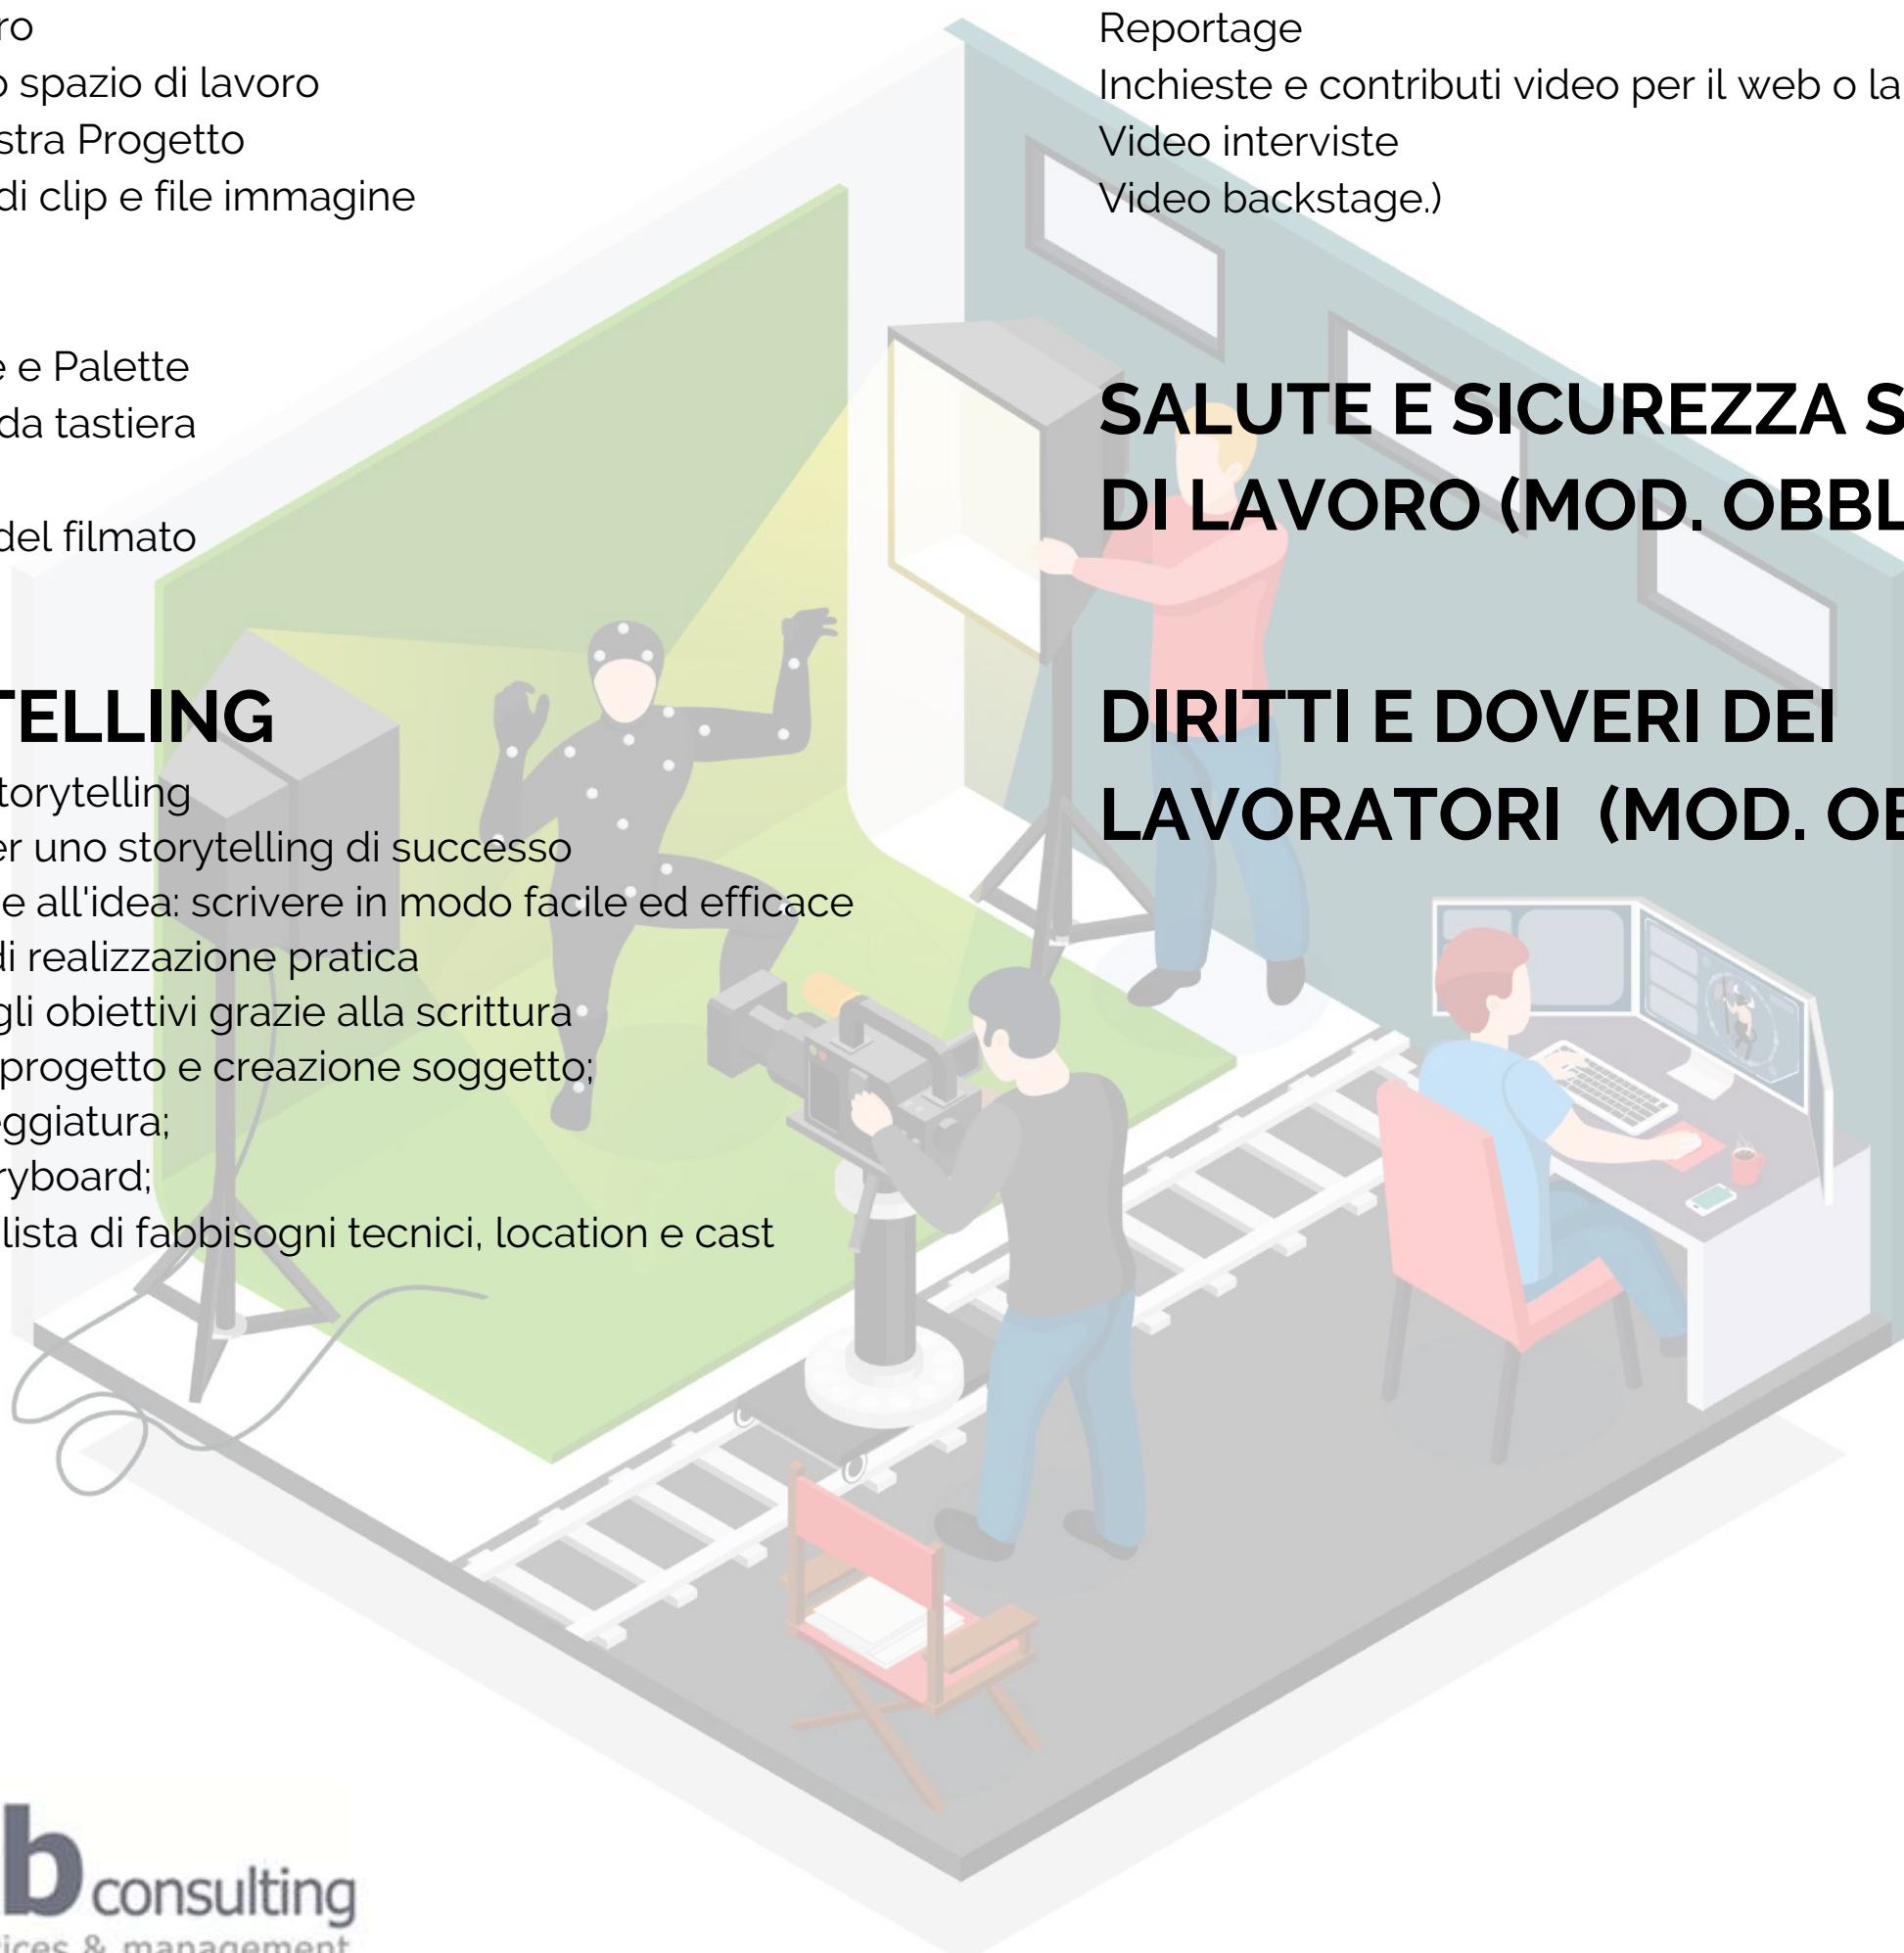 ro
o spazio di lavoro
stra Progetto
di clip e file immagine
e e Palette
da tastiera
del filmato
TELLING
torytelling
er uno storytelling di successo
e all'idea: scrivere in modo facile ed efficace
di realizzazione pratica
gli obiettivi grazie alla scrittura
progetto e creazione soggetto;
eggiatura;
ryboard;
lista di fabbisogni tecnici, location e cast
Reportage
Inchieste e contributi video per il web o la
Video interviste
Video backstage.)
SALUTE E SICUREZZA S
DI LAVORO (MOD. OBBL
DIRITTI E DOVERI DEI
LAVORATORI (MOD. OB
b consulting
ices & management